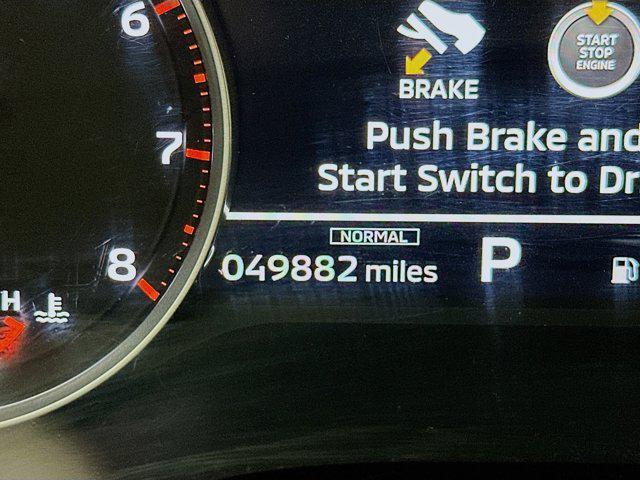 6
7
8
H
BRAKE
START
STOP
ENGINE
Push Brake and
Start Switch to Dr
NORMAL
049882 miles
P